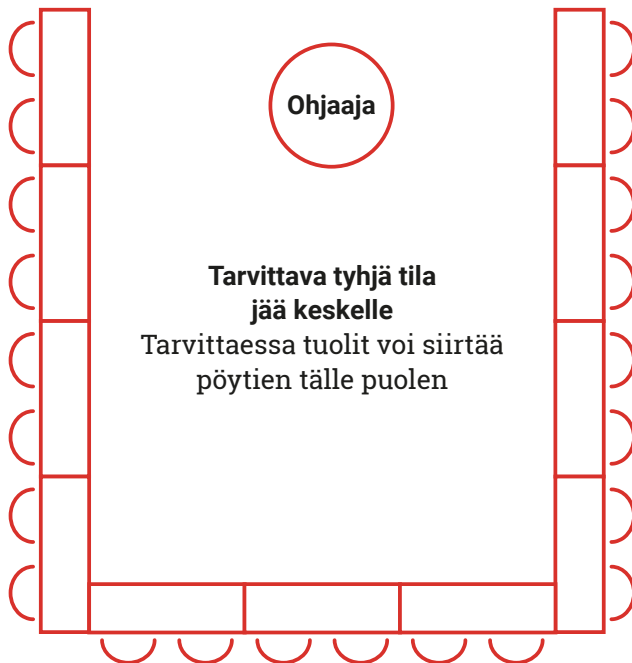 Ohjaaja
Tarvittava tyhjä tila
jää keskelle
Tarvittaessa tuolit voi siirtää
pöytien tälle puolen